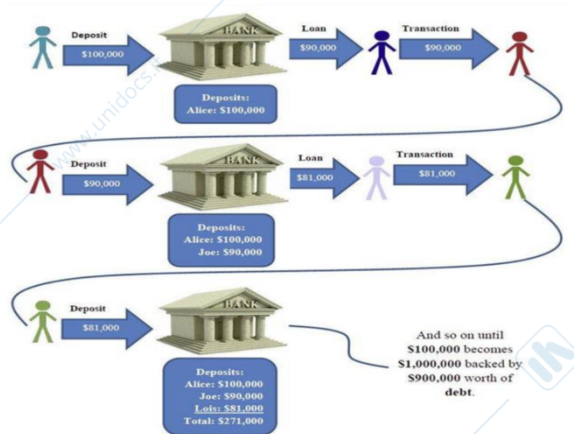 Deposit
$100,000
BANK
Loan
$90,000
Transaction
$90,000
Deposits:
Alice: $100,000
Deposit
$90,000
BANK
Loan
$81,000
Transaction
$81,000
Deposits:
Alice: $100,000
Joe: $90,000
Deposit
$81,000
BANK
Deposits:
Alice: $100,000
Joe: $90,000
Lois: $81,000
Total: $271,000
And so on until
$100,000 becomes
$1,000,000 backed by
$900,000 worth of
debt.